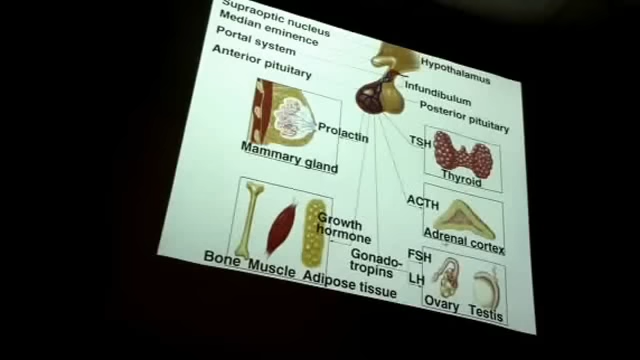 Supraoptic nucleus
Median eminence
Portal system
Anterior pituitary
Hypothalamus
Infundibulum
Posterior pituitary
Prolactin
Mammary gland
TSH
Thyroid
ACTH
Adrenal cortex
Growth
hormone
Bone Muscle Adipose tissue
Gonado-
tropins
FSH
LH
Ovary Testis